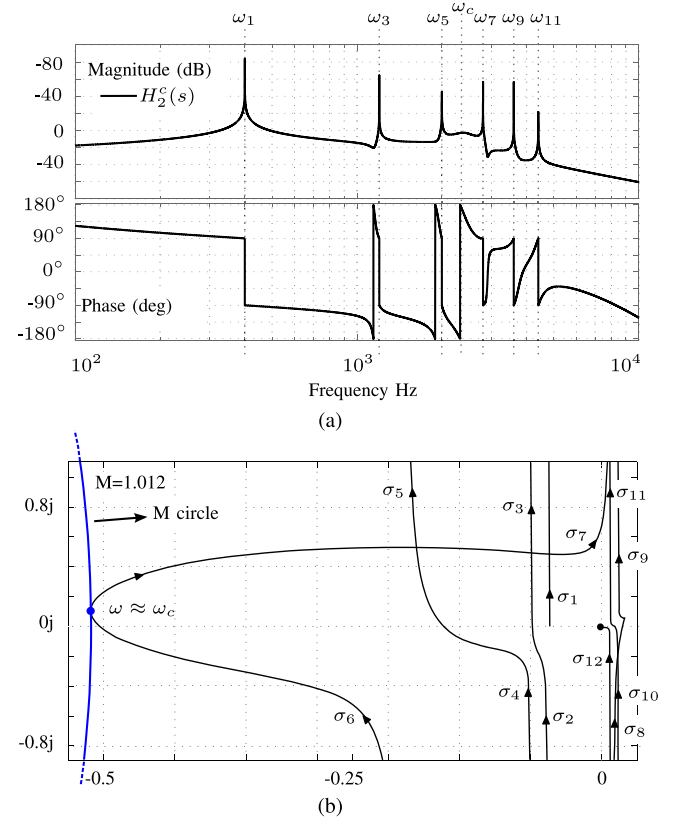 ω1 ω3 ω5 ωc ω7 ω9 ω11
-80
Magnitude (dB)
-40
H2^c(s)
0
-40
180°
90°
0°
-90°
Phase (deg)
-180°
10^2 10^3 10^4
Frequency Hz
(a)
M=1.012
0.8j
M circle
σ5
σ3
σ11
σ7
σ9
ω ≈ ωc
σ1
0j
σ12
σ4
σ10
σ6
σ2
σ8
-0.8j
-0.5 -0.25 0
(b)